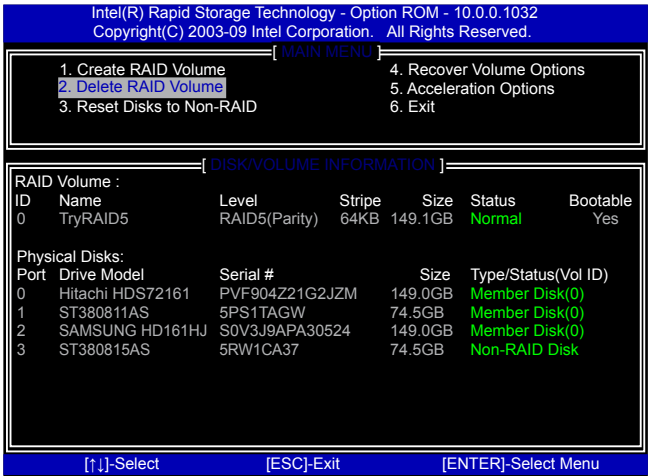 Intel(R) Rapid Storage Technology - Option ROM - 10.0.0.1032
Copyright(C) 2003-09 Intel Corporation. All Rights Reserved.
[ MAIN MENU ]
1. Create RAID Volume 4. Recover Volume Options
2. Delete RAID Volume 5. Acceleration Options
3. Reset Disks to Non-RAID 6. Exit
[ DISK/VOLUME INFORMATION ]
RAID Volume :
ID Name Level Stripe Size Status Bootable
0 TryRAID5 RAID5(Parity) 64KB 149.1GB Normal Yes
Physical Disks:
Port Drive Model Serial # Size Type/Status(Vol ID)
0 Hitachi HDS72161 PVF904Z21G2JZM 149.0GB Member Disk(0)
1 ST380811AS 5PS1TAGW 74.5GB Member Disk(0)
2 SAMSUNG HD161HJ S0V3J9APA30524 149.0GB Member Disk(0)
3 ST380815AS 5RW1CA37 74.5GB Non-RAID Disk
[↑↓]-Select [ESC]-Exit [ENTER]-Select Menu